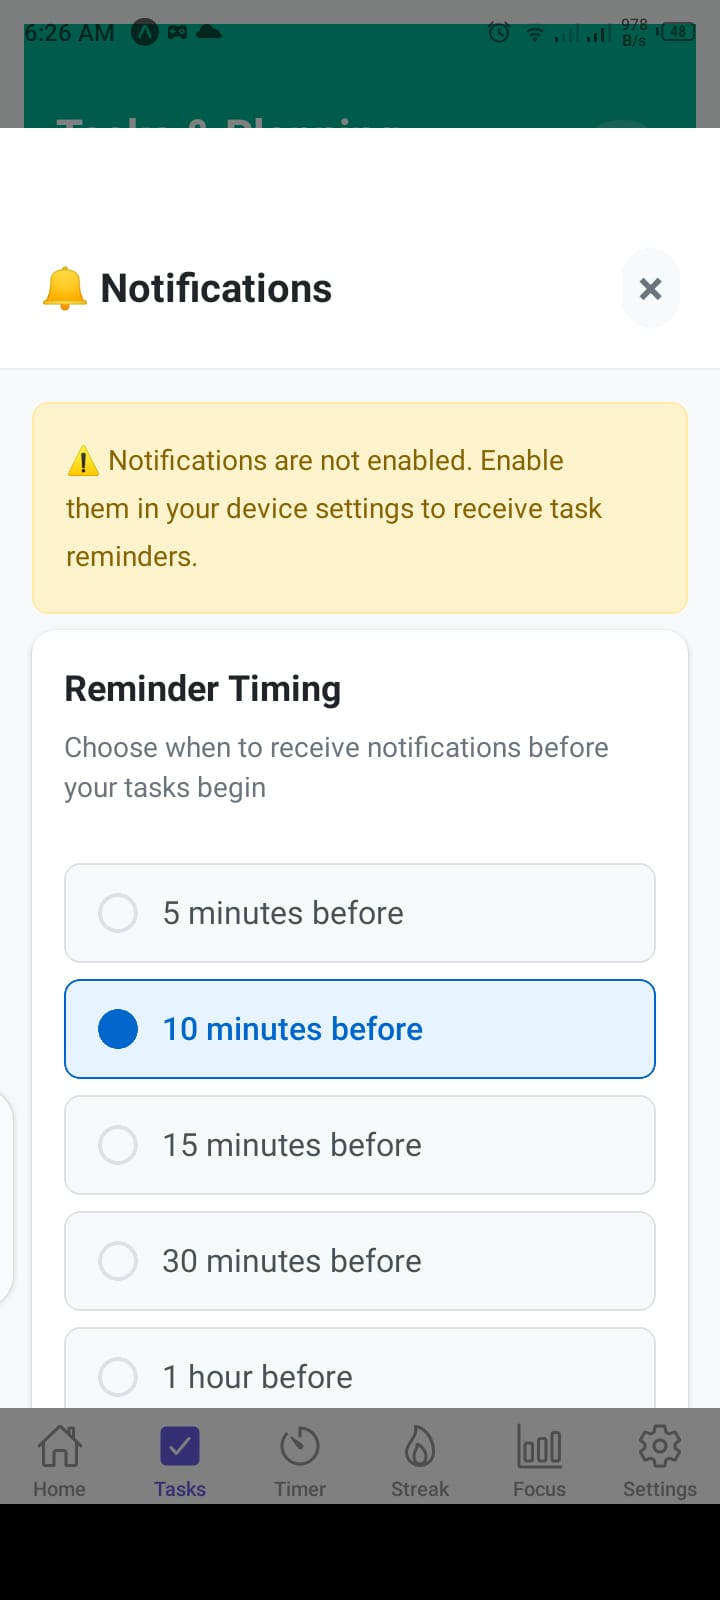 6:26 AM
978
B/s
48
Tasks & Planning
Notifications
Notifications are not enabled. Enable
them in your device settings to receive task
reminders.
Reminder Timing
Choose when to receive notifications before
your tasks begin
5 minutes before
10 minutes before
15 minutes before
30 minutes before
1 hour before
Home
Tasks
Timer
Streak
Focus
Settings